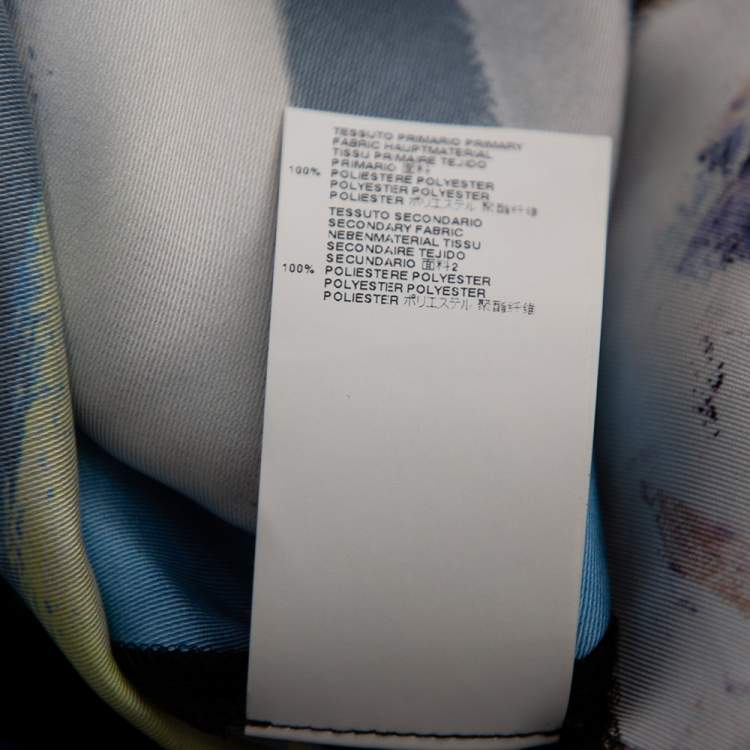 TESSUTO PRIMARIO PRIMARY
FABRIC HAUPTMATERIAL
TISSU PRIMAIRE TEJIDO
PRIMARIO 面料
100% POLIESTERE POLYESTER
POLYESTER POLYESTER
POLIESTER ポリエステル 聚酯纤维
TESSUTO SECONDARIO
SECONDARY FABRIC
NEBENMATERIAL TISSU
SECONDAIRE TEJIDO
SECUNDARIO 面料2
100% POLIESTERE POLYESTER
POLYESTER POLYESTER
POLIESTER ポリエステル 聚酯纤维